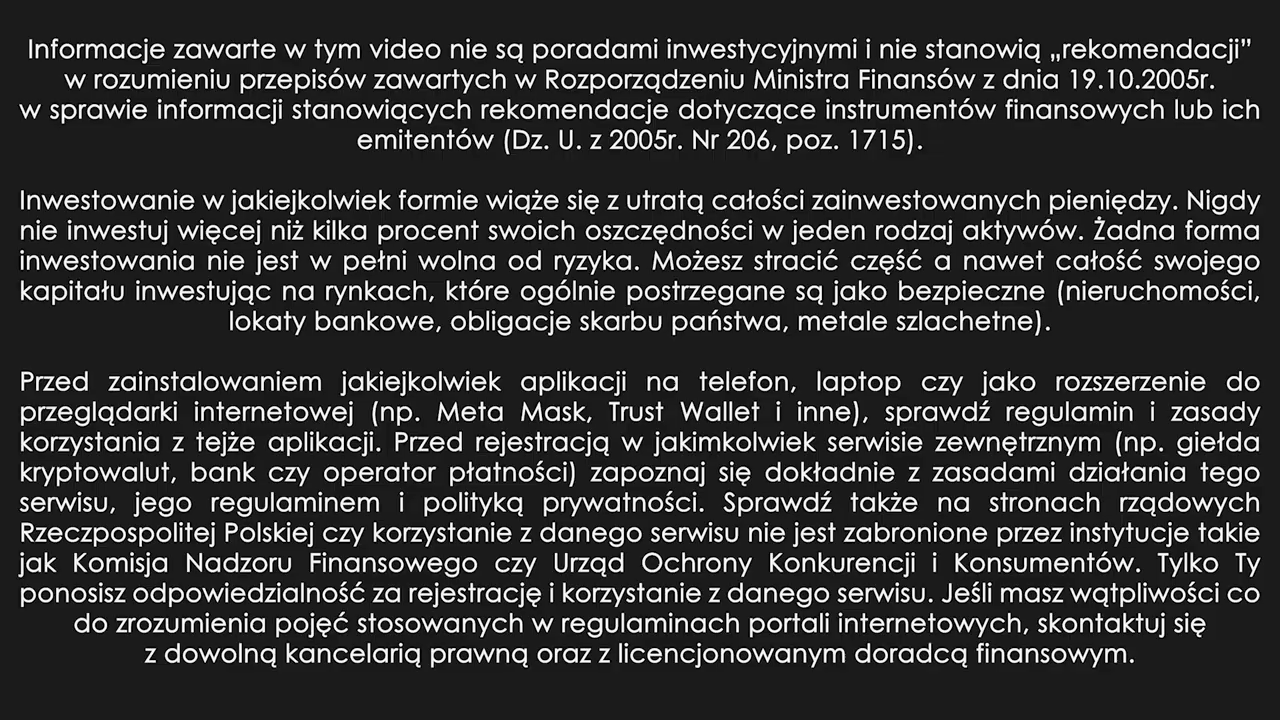 Informacje zawarte w tym video nie są poradami inwestycyjnymi i nie stanowią „rekomendacji”
w rozumieniu przepisów zawartych w Rozporządzeniu Ministra Finansów z dnia 19.10.2005r.
w sprawie informacji stanowiących rekomendacje dotyczące instrumentów finansowych lub ich
emitentów (Dz. U. z 2005r. Nr 206, poz. 1715).
Inwestowanie w jakiejkolwiek formie wiąże się z utratą całości zainwestowanych pieniędzy. Nigdy
nie inwestuj więcej niż kilka procent swoich oszczędności w jeden rodzaj aktywów. Żadna forma
inwestowania nie jest w pełni wolna od ryzyka. Możesz stracić część a nawet całość swojego
kapitału inwestując na rynkach, które ogólnie postrzegane są jako bezpieczne (nieruchomości,
lokaty bankowe, obligacje skarbu państwa, metale szlachetne).
Przed zainstalowaniem jakiejkolwiek aplikacji na telefon, laptop czy jako rozszerzenie do
przeglądarki internetowej (np. Meta Mask, Trust Wallet i inne), sprawdź regulamin i zasady
korzystania z tejże aplikacji. Przed rejestracją w jakimkolwiek serwisie zewnętrznym (np. giełda
kryptowalut, bank czy operator płatności) zapoznaj się dokładnie z zasadami działania tego
serwisu, jego regulaminem i polityką prywatności. Sprawdź także na stronach rządowych
Rzeczpospolitej Polskiej czy korzystanie z danego serwisu nie jest zabronione przez instytucje takie
jak Komisja Nadzoru Finansowego czy Urząd Ochrony Konkurencji i Konsumentów. Tylko Ty
ponosisz odpowiedzialność za rejestrację i korzystanie z danego serwisu. Jeśli masz wątpliwości co
do zrozumienia pojęć stosowanych w regulaminach portali internetowych, skontaktuj się
z dowolną kancelarią prawną oraz z licencjonowanym doradcą finansowym.